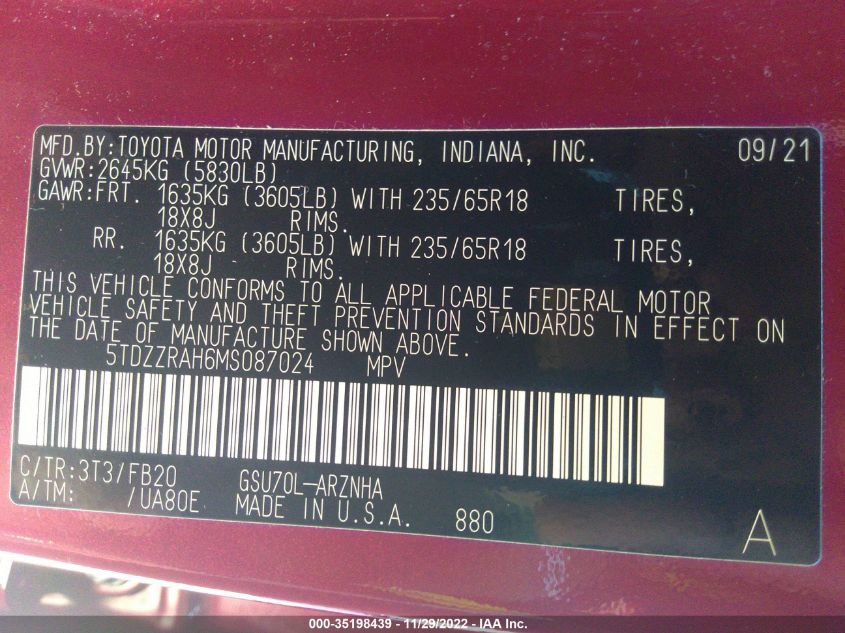 MFD.BY:TOYOTA MOTOR MANUFACTURING, INDIANA, INC. 09/21
GVWR:2645KG (5830LB)
GAWR:FRT. 1635KG (3605LB) WITH 235/65R18 TIRES,
18X8J RIMS.
RR. 1635KG (3605LB) WITH 235/65R18 TIRES,
18X8J RIMS.
THIS VEHICLE CONFORMS TO ALL APPLICABLE FEDERAL MOTOR
VEHICLE SAFETY AND THEFT PREVENTION STANDARDS IN EFFECT ON
THE DATE OF MANUFACTURE SHOWN ABOVE.
5TDZZRAH6MS087024 MPV
C/TR:3T3/FB20 GSU70L-ARZNHA
A/TM: /UA80E MADE IN U.S.A. 880 A
000-35198439 - 11/29/2022 - IAA Inc.